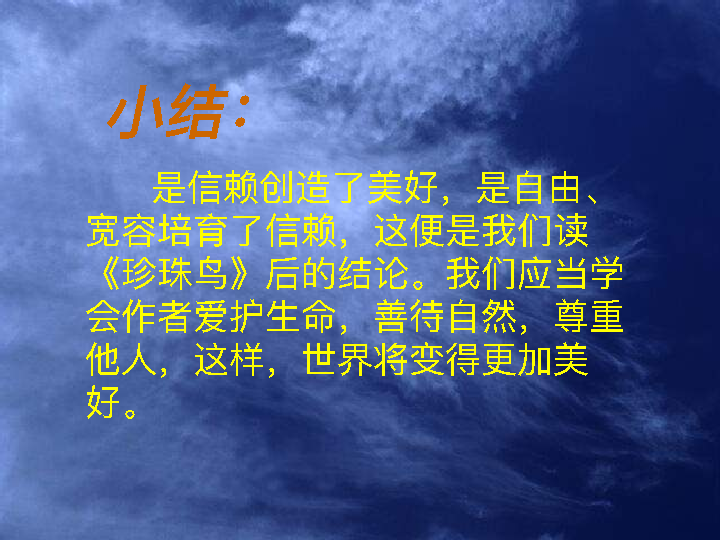 小结：
是信赖创造了美好，是自由、
宽容培育了信赖，这便是我们读
《珍珠鸟》后的结论。我们应当学
会作者爱护生命，善待自然，尊重
他人，这样，世界将变得更加美
好。